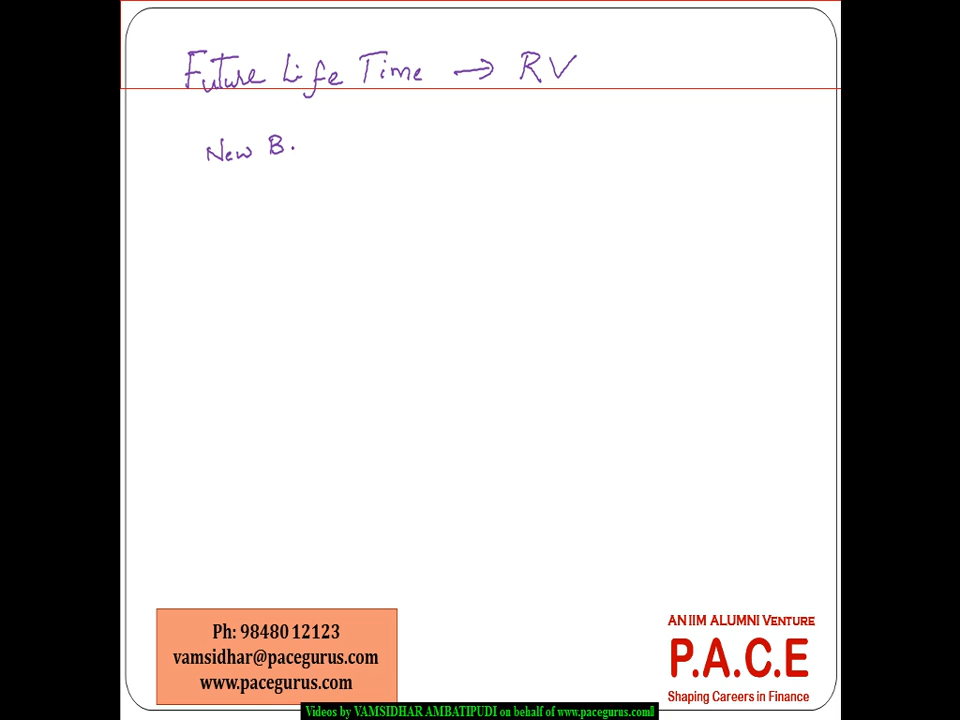 Future Life Time → RV
New B.
Ph: 98480 12123
vamsidhar@pacegurus.com
www.pacegurus.com
AN IIM ALUMNI VENTURE
P.A.C.E
Shaping Careers in Finance
Videos by VAMSIDHAR AMBATIPUDI on behalf of www.pacegurus.com